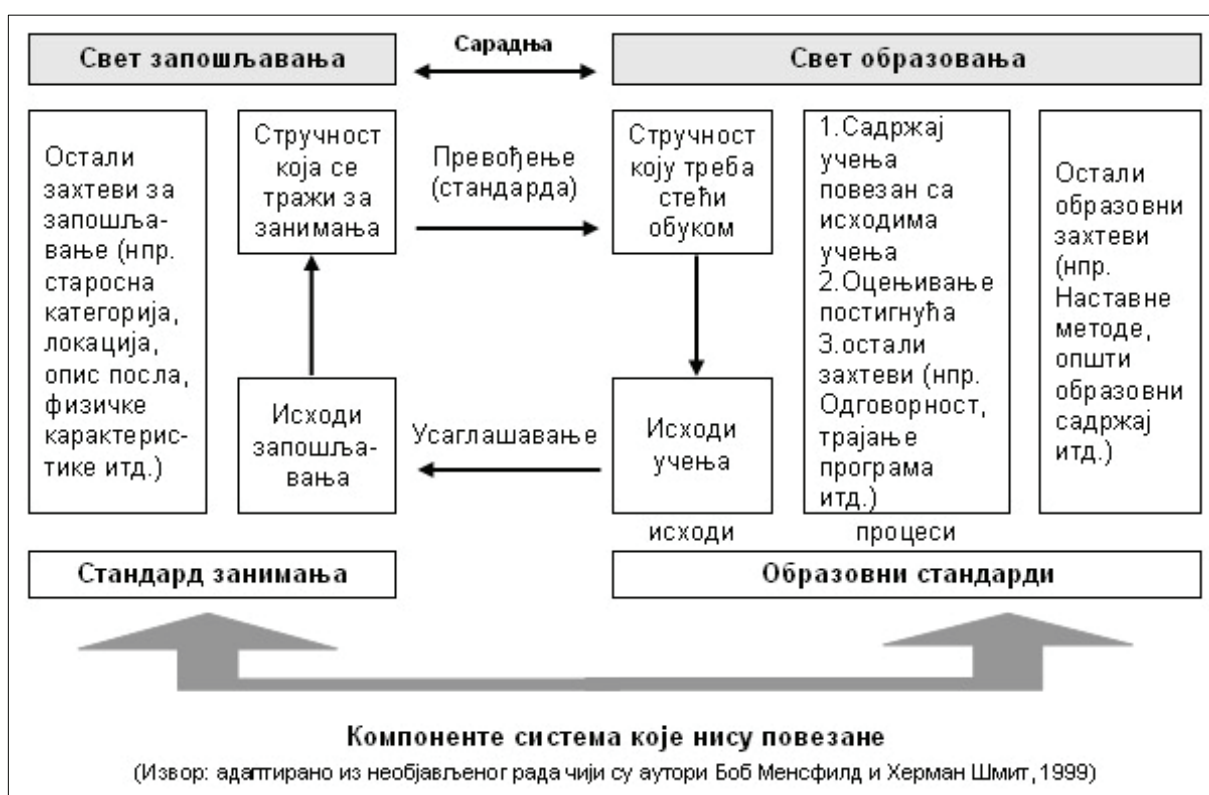 Свет запошљавања
Сарадња
Свет образовања
Остали
захтеви за
запошља-
вање (нпр.
старосна
категорија,
локација,
опис посла,
физичке
карактерис-
тике итд.)
Стручност
која се
тражи за
занимања
Превођење
(стандарда)
Стручност
коју треба
стећи
обуком
1.Садржај
учења
повезан са
исходима
учења
2.Оцењивање
постигнућа
3.остали
захтеви (нпр.
Одговорност,
трајање
програма
итд.)
Остали
образовни
захтеви
(нпр.
Наставне
методе,
општи
образовни
садржај
итд.)
Исходи
запошља-
вања
Усаглашавање
Исходи
учења
исходи
процеси
Стандард занимања
Образовни стандарди
Компоненте система које нису повезане
(Извор: адаптирано из необјављеног рада чији су аутори Боб Менсфилд и Херман Шмит, 1999)